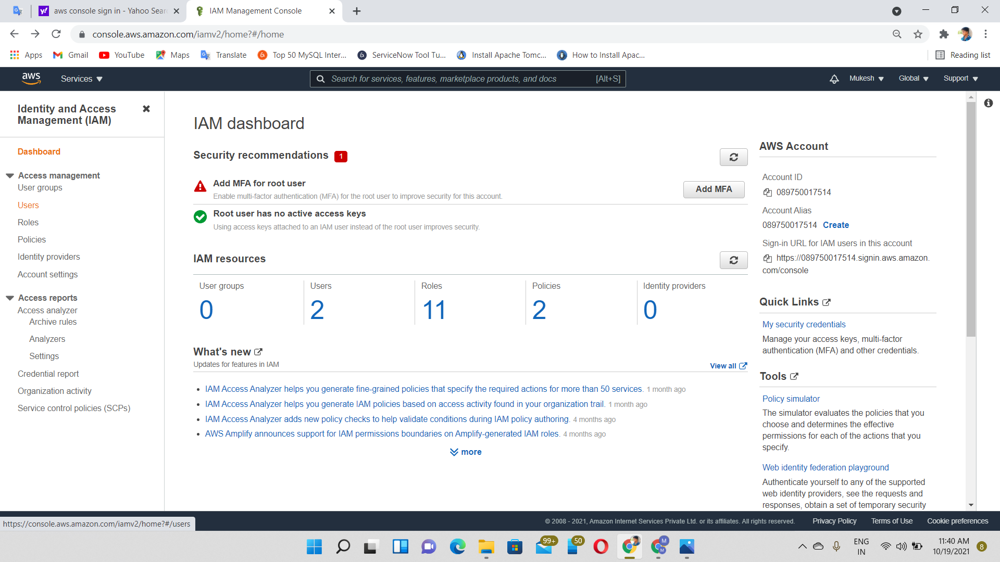 aws console sign in - Yahoo Sear
IAM Management Console
console.aws.amazon.com/iamv2/home?#/home
Apps
Gmail
YouTube
Maps
Translate
Top 50 MySQL Inter...
ServiceNow Tool Tu...
Install Apache Tomc...
How to Install Apac...
Reading list
aws
Services
Search for services, features, marketplace products, and docs
[Alt+S]
Mukesh
Global
Support
Identity and Access
Management (IAM)
Dashboard
Access management
User groups
Users
Roles
Policies
Identity providers
Account settings
Access reports
Access analyzer
Archive rules
Analyzers
Settings
Credential report
Organization activity
Service control policies (SCPs)
IAM dashboard
Security recommendations 1
Add MFA for root user
Enable multi-factor authentication (MFA) for the root user to improve security for this account.
Add MFA
Root user has no active access keys
Using access keys attached to an IAM user instead of the root user improves security.
IAM resources
User groups
0
Users
2
Roles
11
Policies
2
Identity providers
0
What's new
Updates for features in IAM
View all
IAM Access Analyzer helps you generate fine-grained policies that specify the required actions for more than 50 services. 1 month ago
IAM Access Analyzer helps you generate IAM policies based on access activity found in your organization trail. 1 month ago
IAM Access Analyzer adds new policy checks to help validate conditions during IAM policy authoring. 4 months ago
AWS Amplify announces support for IAM permissions boundaries on Amplify-generated IAM roles. 4 months ago
more
AWS Account
Account ID
089750017514
Account Alias
089750017514 Create
Sign-in URL for IAM users in this account
https://089750017514.signin.aws.amazon.
com/console
Quick Links
My security credentials
Manage your access keys, multi-factor
authentication (MFA) and other credentials.
Tools
Policy simulator
The simulator evaluates the policies that you
choose and determines the effective
permissions for each of the actions that you
specify.
Web identity federation playground
Authenticate yourself to any of the supported
web identity providers, see the requests and
responses, obtain a set of temporary security
https://console.aws.amazon.com/iamv2/home?#/users
© 2008 - 2021, Amazon Internet Services Private Ltd. or its affiliates. All rights reserved.
Privacy Policy
Terms of Use
Cookie preferences
99+
50
M
M
ENG
IN
11:40 AM
10/19/2021
8